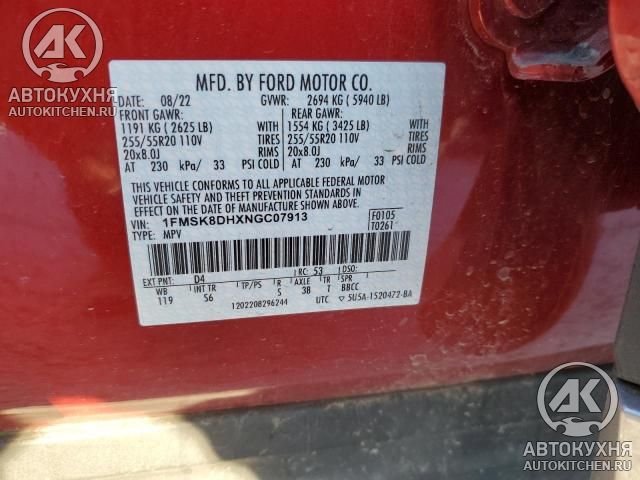 AK
АВТОКУХНЯ
AUTOKITCHEN.RU
MFD. BY FORD MOTOR CO.
DATE: 08/22 GVWR: 2694 KG ( 5940 LB)
FRONT GAWR: REAR GAWR:
1191 KG ( 2625 LB) WITH 1554 KG ( 3425 LB) WITH
255/55R20 110V TIRES 255/55R20 110V TIRES
20x8.0J RIMS 20x8.0J RIMS
AT 230 kPa/ 33 PSI COLD AT 230 kPa/ 33 PSI COLD
THIS VEHICLE CONFORMS TO ALL APPLICABLE FEDERAL MOTOR
VEHICLE SAFETY AND THEFT PREVENTION STANDARDS IN
EFFECT ON THE DATE OF MANUFACTURE SHOWN ABOVE.
VIN: 1FMSK8DHXNGC07913 F0105
TYPE: MPV T0261
EXT PNT: D4 RC: 53 DSO:
WB INT TR TP/PS R AXLE TR SPR
119 S6 S 3B T BBCC
1202208296244 UTC ▽ 5U5A-1520472-BA
AK
АВТОКУХНЯ
AUTOKITCHEN.RU